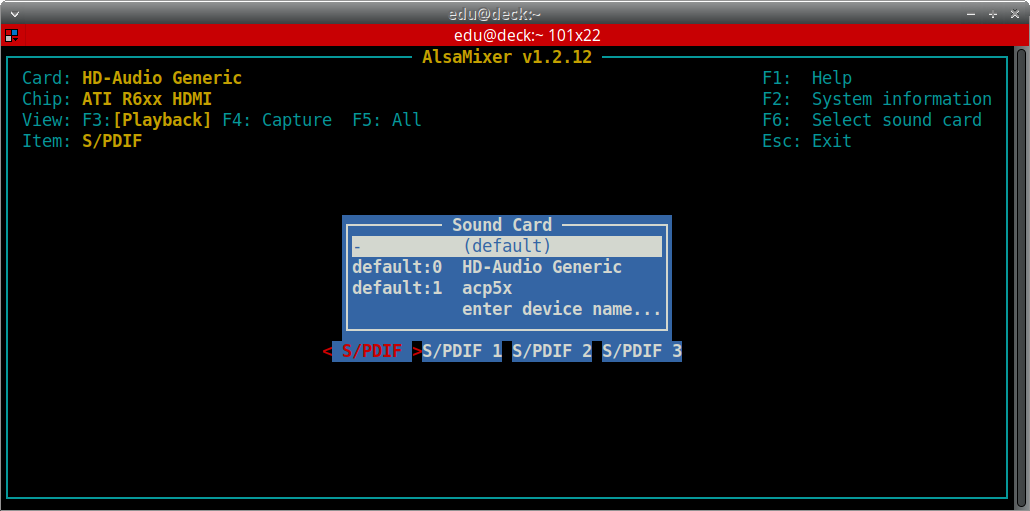 edu@deck:~
edu@deck:~ 101x22
AlsaMixer v1.2.12
Card: HD-Audio Generic F1: Help
Chip: ATI R6xx HDMI F2: System information
View: F3:[Playback] F4: Capture F5: All F6: Select sound card
Item: S/PDIF Esc: Exit
Sound Card
- (default)
default:0 HD-Audio Generic
default:1 acp5x
enter device name...
< S/PDIF >S/PDIF 1 S/PDIF 2 S/PDIF 3